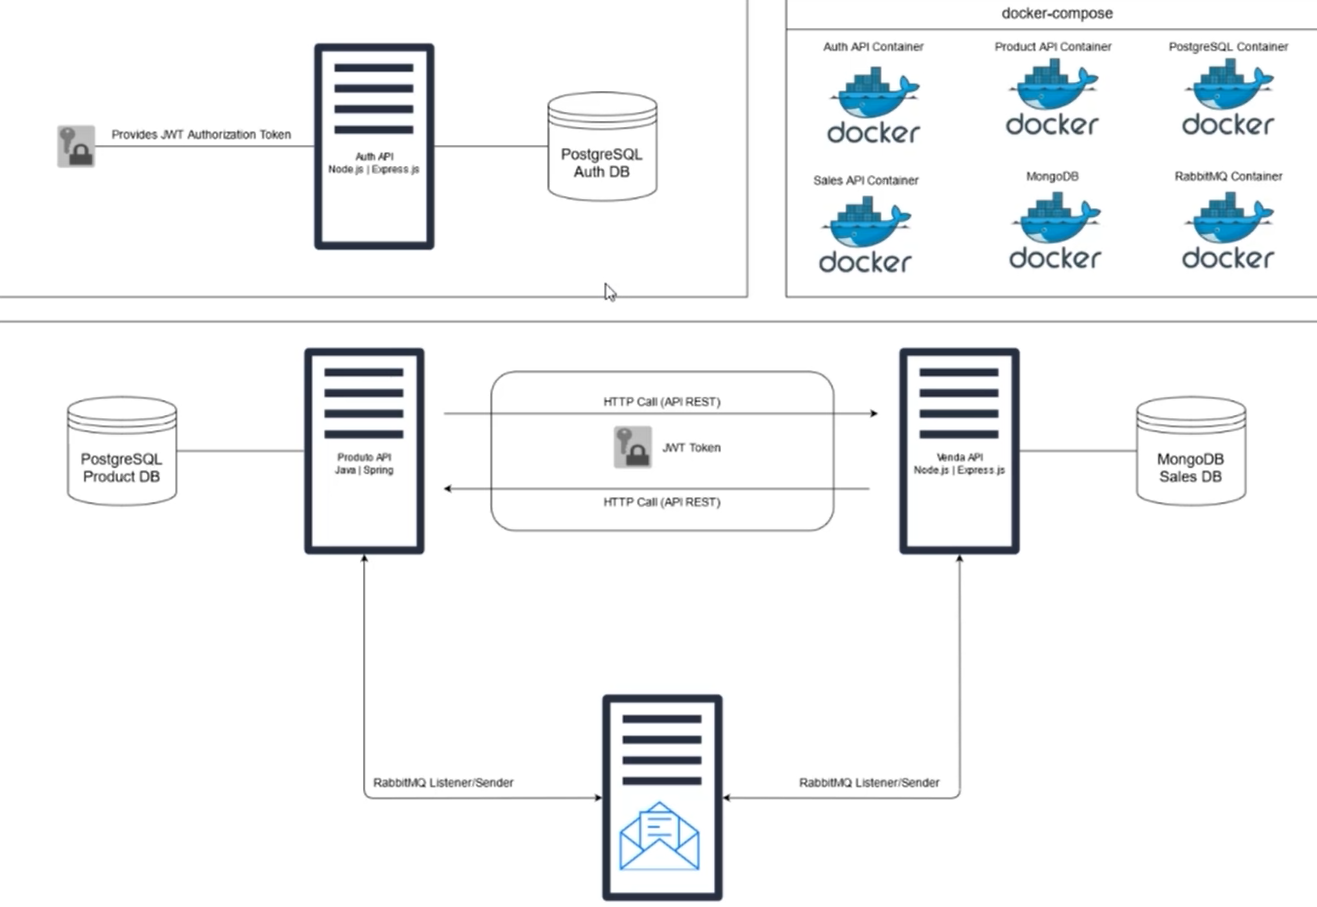 docker-compose
Auth API Container
Product API Container
PostgreSQL Container
docker
docker
docker
Sales API Container
MongoDB
RabbitMQ Container
docker
docker
docker
Provides JWT Authorization Token
Auth API
Node.js | Express.js
PostgreSQL
Auth DB
PostgreSQL
Product DB
Produto API
Java | Spring
HTTP Call (API REST)
JWT Token
HTTP Call (API REST)
Venda API
Node.js | Express.js
MongoDB
Sales DB
RabbitMQ Listener/Sender
RabbitMQ Listener/Sender